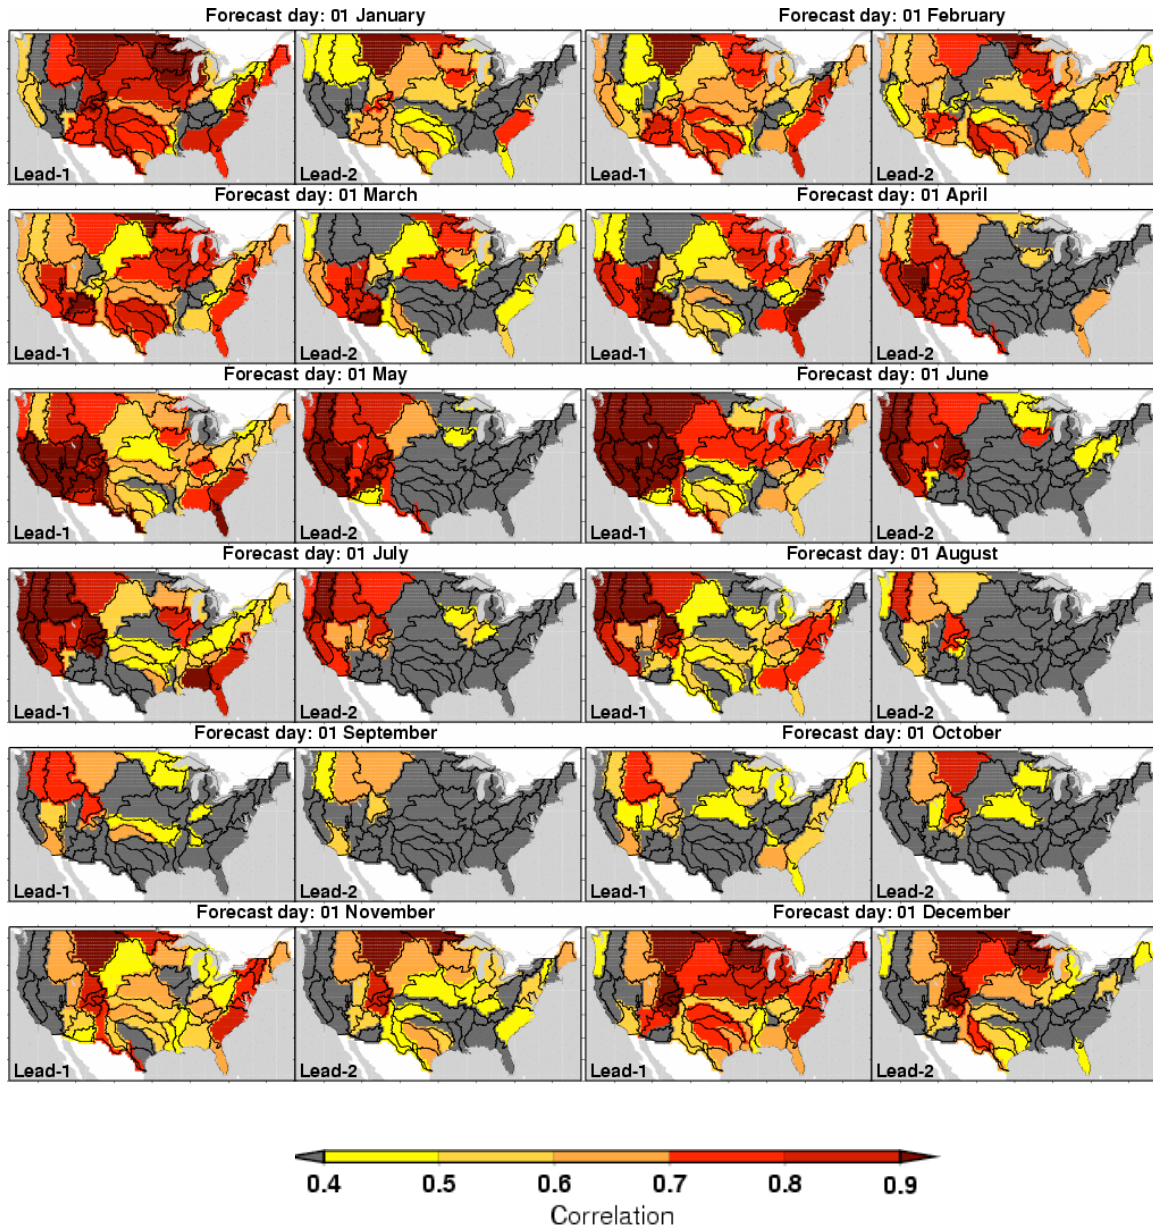 Forecast day: 01 January
Forecast day: 01 February
Lead-1
Lead-2
Lead-1
Lead-2
Forecast day: 01 March
Forecast day: 01 April
Lead-1
Lead-2
Lead-1
Lead-2
Forecast day: 01 May
Forecast day: 01 June
Lead-1
Lead-2
Lead-1
Lead-2
Forecast day: 01 July
Forecast day: 01 August
Lead-1
Lead-2
Lead-1
Lead-2
Forecast day: 01 September
Forecast day: 01 October
Lead-1
Lead-2
Lead-1
Lead-2
Forecast day: 01 November
Forecast day: 01 December
Lead-1
Lead-2
Lead-1
Lead-2
0.4 0.5 0.6 0.7 0.8 0.9
Correlation